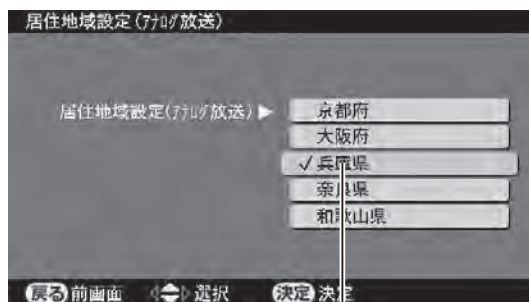 居住地域設定(ｱﾅﾛｸﾞ放送)
居住地域設定(ｱﾅﾛｸﾞ放送)▶
京都府
大阪府
✓兵庫県
奈良県
和歌山県
戻る 前画面 選択 決定 決定